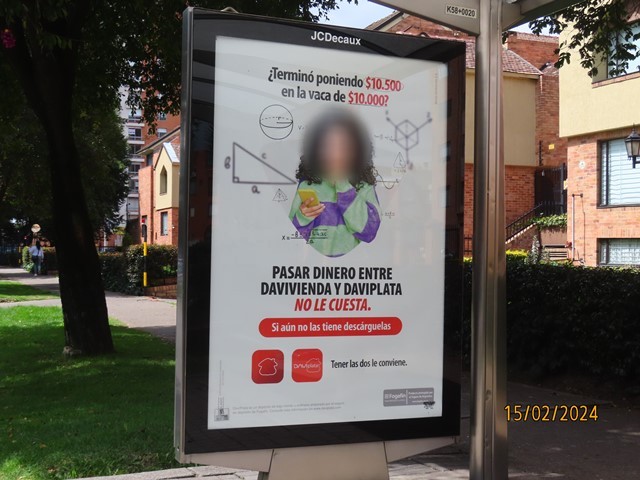 K58+0020
JCDecaux
¿Terminó poniendo $10.500
en la vaca de $10.000?
c
a
PASAR DINERO ENTRE
DAVIVIENDA Y DAVIPLATA
NO LE CUESTA.
Si aún no las tiene descárguelas
DaviPlata
Tener las dos le conviene.
15/02/2024